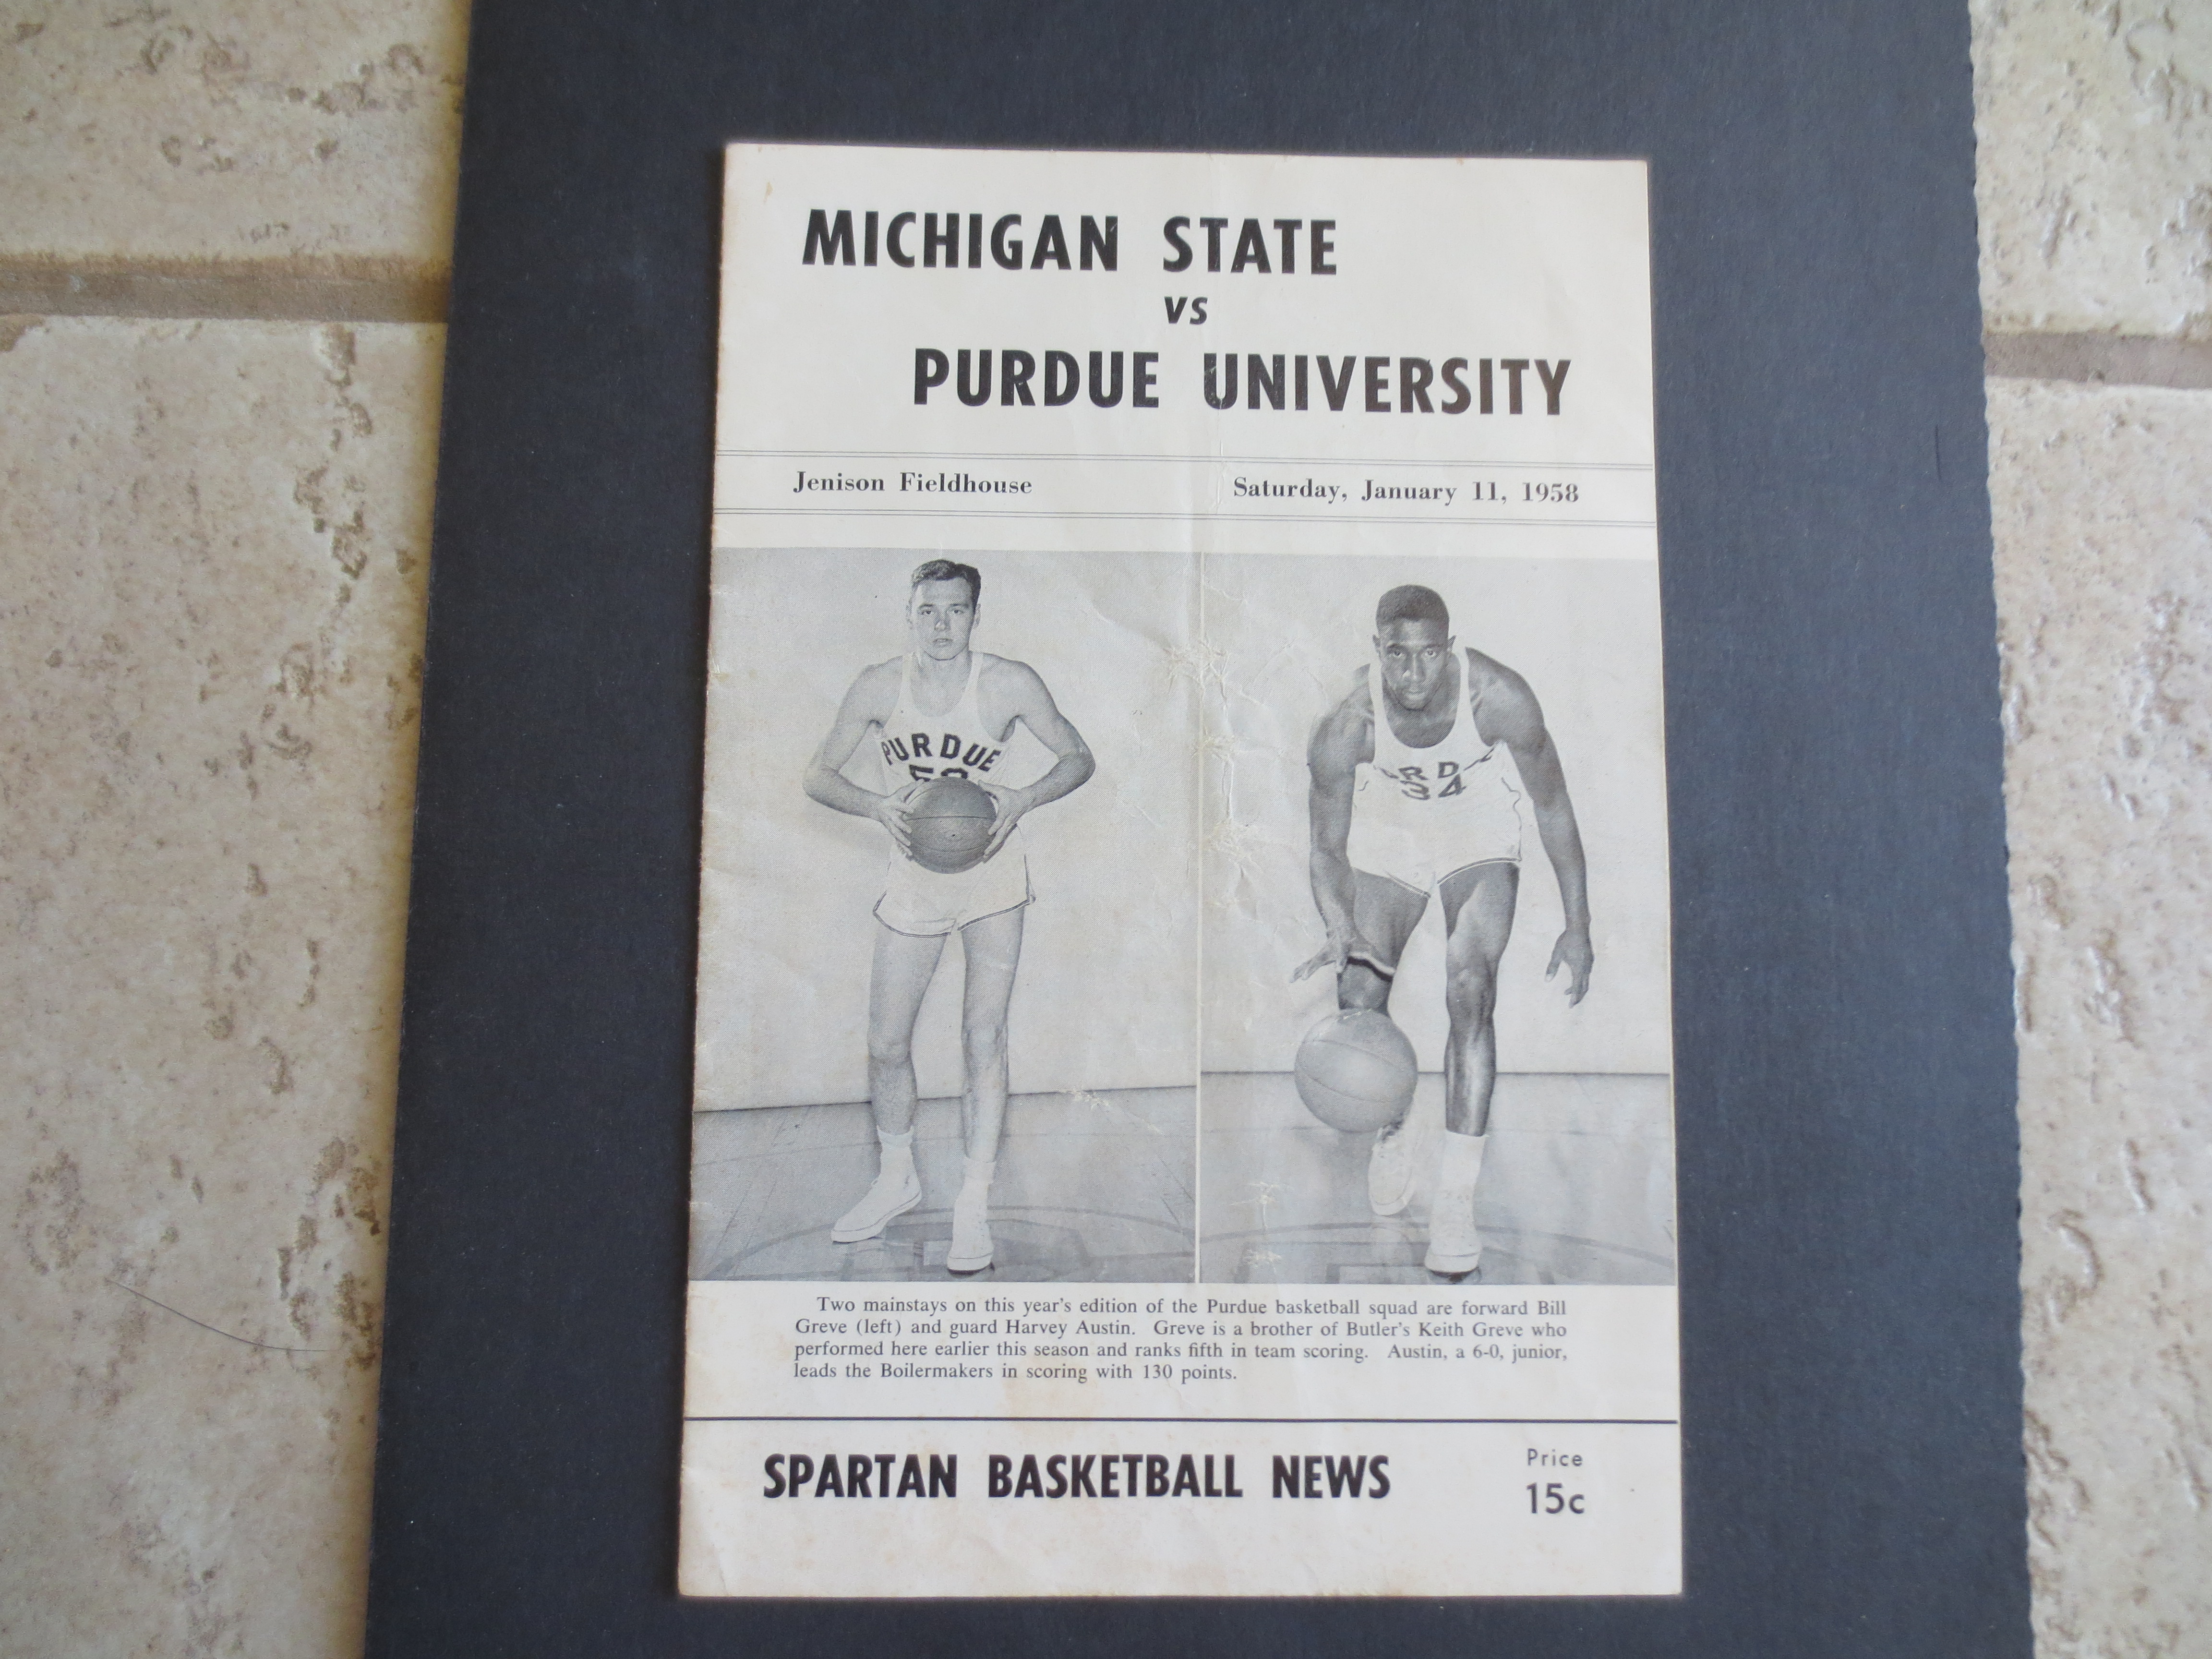 MICHIGAN STATE
VS
PURDUE UNIVERSITY
Jenison Fieldhouse Saturday, January 11, 1958
PURDUE
34
Two mainstays on this year's edition of the Purdue basketball squad are forward Bill
Greve (left) and guard Harvey Austin. Greve is a brother of Butler's Keith Greve who
performed here earlier this season and ranks fifth in team scoring. Austin, a 6-0, junior,
leads the Boilermakers in scoring with 130 points.
SPARTAN BASKETBALL NEWS
Price
15c